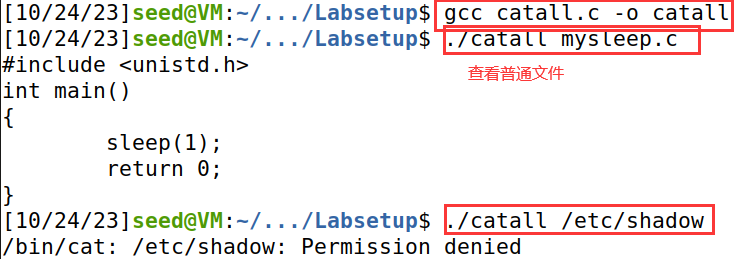 [10/24/23]seed@VM:~/.../Labsetup$ gcc catall.c -o catall
[10/24/23]seed@VM:~/.../Labsetup$ ./catall mysleep.c
#include <unistd.h>
查看普通文件
int main()
{
        sleep(1);
        return 0;
}
[10/24/23]seed@VM:~/.../Labsetup$ ./catall /etc/shadow
/bin/cat: /etc/shadow: Permission denied